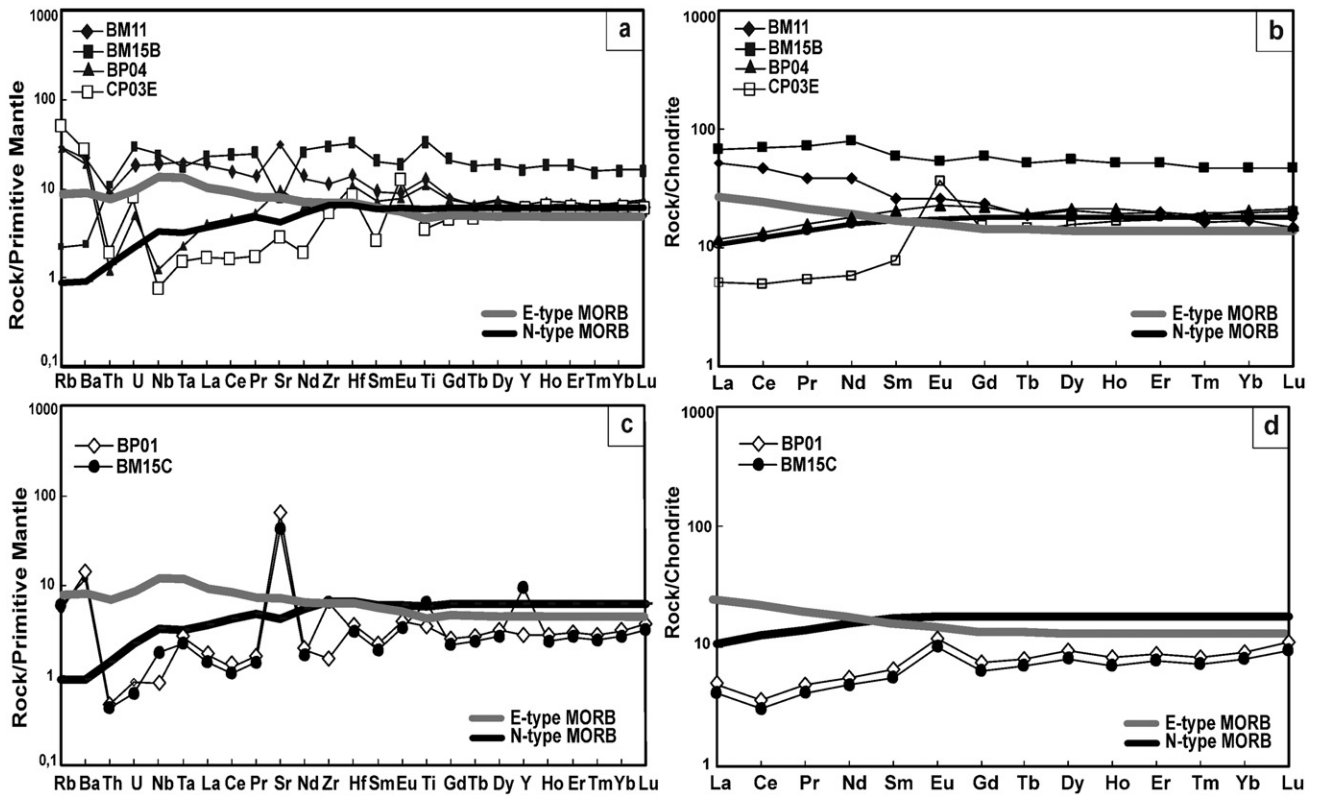 a
1000
100
10
1
0,1
Rock/Primitive Mantle
BM11
BM15B
BP04
CP03E
E-type MORB
N-type MORB
Rb Ba Th U Nb Ta La Ce Pr Sr Nd Zr Hf Sm Eu Ti Gd Tb Dy Y Ho Er Tm Yb Lu
b
1000
100
10
1
Rock/Chondrite
BM11
BM15B
BP04
CP03E
E-type MORB
N-type MORB
La Ce Pr Nd Sm Eu Gd Tb Dy Ho Er Tm Yb Lu
c
1000
100
10
1
0,1
Rock/Primitive Mantle
BP01
BM15C
E-type MORB
N-type MORB
Rb Ba Th U Nb Ta La Ce Pr Sr Nd Zr Hf Sm Eu Ti Gd Tb Dy Y Ho Er Tm Yb Lu
d
1000
100
10
1
Rock/Chondrite
BP01
BM15C
E-type MORB
N-type MORB
La Ce Pr Nd Sm Eu Gd Tb Dy Ho Er Tm Yb Lu